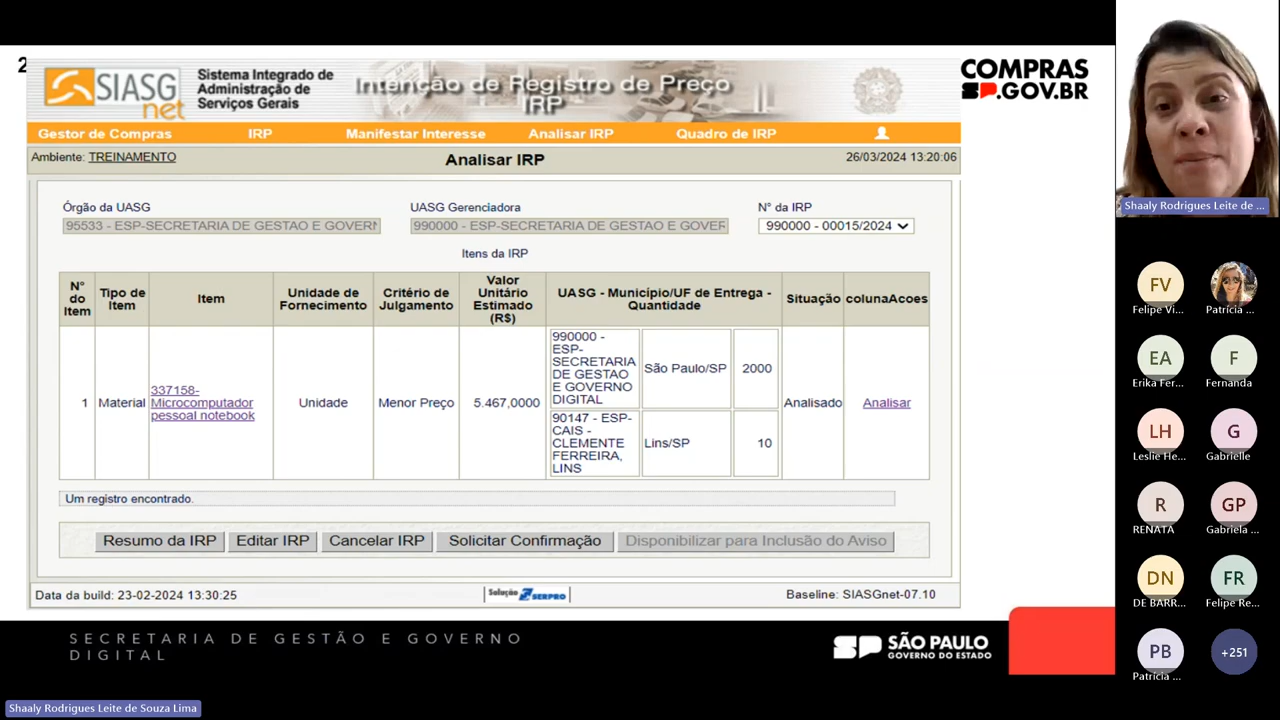 2
SIASG
net
Sistema Integrado de
Administração de
Serviços Gerais
Intenção de Registro de Preço
IRP
COMPRAS
SP.GOV.BR
Gestor de Compras IRP Manifestar Interesse Analisar IRP Quadro de IRP
Ambiente: TREINAMENTO Analisar IRP 26/03/2024 13:20:06
Órgão da UASG UASG Gerenciadora N° da IRP
95533 - ESP-SECRETARIA DE GESTAO E GOVERN 990000 - ESP-SECRETARIA DE GESTAO E GOVER 990000 - 00015/2024
Itens da IRP
N°
do
Item
Tipo de
Item
Item
Unidade de
Fornecimento
Critério de
Julgamento
Valor
Unitário
Estimado
(R$)
UASG - Município/UF de Entrega -
Quantidade
Situação
colunaAcoes
1
Material
337158-
Microcomputador
pessoal notebook
Unidade
Menor Preço
5.467,0000
990000 -
ESP-
SECRETARIA
DE GESTAO
E GOVERNO
DIGITAL
São Paulo/SP
2000
90147 - ESP-
CAIS -
CLEMENTE
FERREIRA,
LINS
Lins/SP
10
Analisado
Analisar
Um registro encontrado.
Resumo da IRP Editar IRP Cancelar IRP Solicitar Confirmação Disponibilizar para Inclusão do Aviso
Data da build: 23-02-2024 13:30:25 Solução SERPRO Baseline: SIASGnet-07.10
SECRETARIA DE GESTÃO E GOVERNO
DIGITAL
SP SÃO PAULO
GOVERNO DO ESTADO
Shaaly Rodrigues Leite de Souza Lima
Shaaly Rodrigues Leite de ...
FV
Felipe Vi...
Patrícia ...
EA
Erika Fer...
F
Fernanda
LH
Leslie He...
G
Gabrielle
R
RENATA
GP
Gabriela ...
DN
DE BARR...
FR
Felipe Re...
PB
Patrícia ...
+251